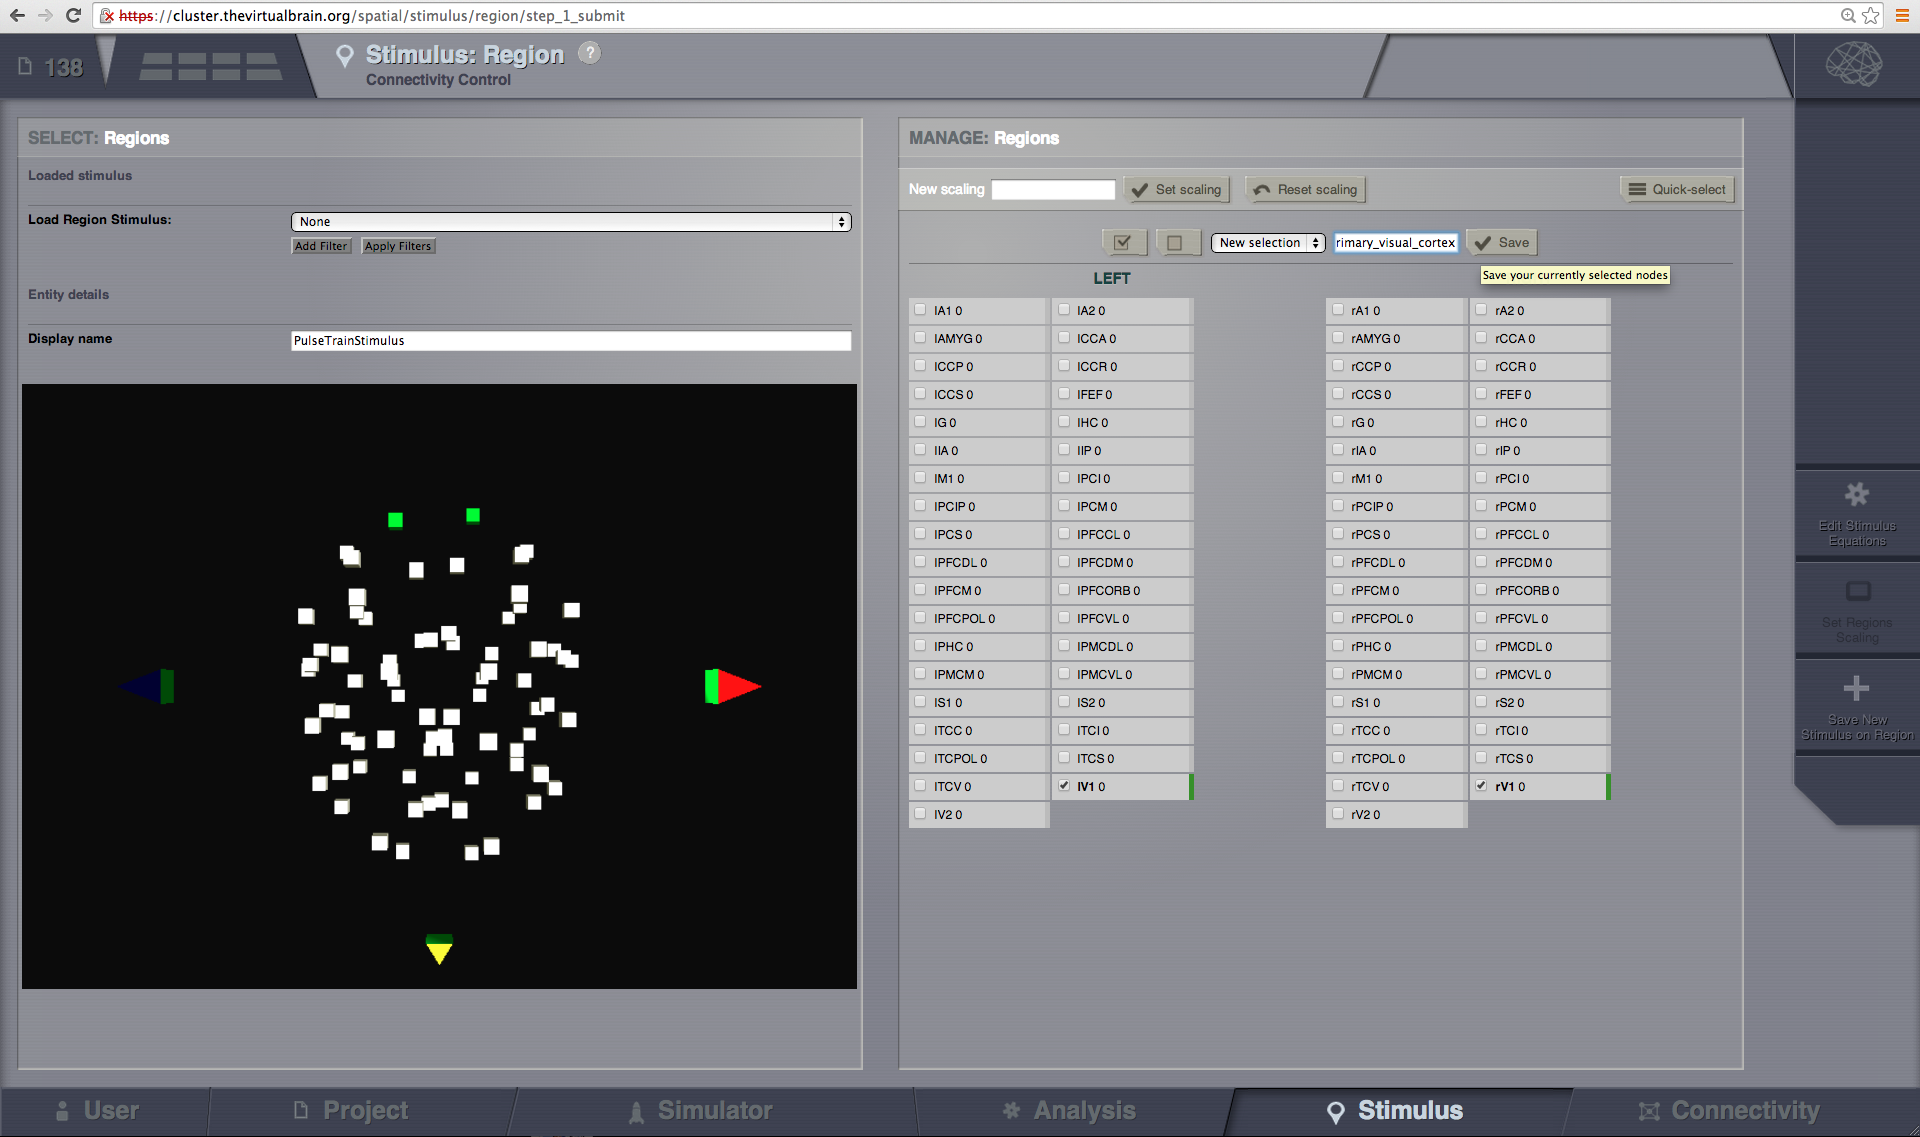 https://cluster.thevirtualbrain.org/spatial/stimulus/region/step_1_submit
138
Stimulus: Region ?
Connectivity Control
SELECT: Regions
Loaded stimulus
Load Region Stimulus: None
Add Filter Apply Filters
Entity details
Display name PulseTrainStimulus
MANAGE: Regions
New scaling Set scaling Reset scaling Quick-select
New selection rimary_visual_cortex Save
Save your currently selected nodes
LEFT
lA1 0 lA2 0 rA1 0 rA2 0
lAMYG 0 lCCA 0 rAMYG 0 rCCA 0
lCCP 0 lCCR 0 rCCP 0 rCCR 0
lCCS 0 lFEF 0 rCCS 0 rFEF 0
lG 0 lHC 0 rG 0 rHC 0
lIA 0 lIP 0 rIA 0 rIP 0
lM1 0 lPCI 0 rM1 0 rPCI 0
lPCIP 0 lPCM 0 rPCIP 0 rPCM 0
lPCS 0 lPFCCL 0 rPCS 0 rPFCCL 0
lPFCDL 0 lPFCDM 0 rPFCDL 0 rPFCDM 0
lPFCM 0 lPFCORB 0 rPFCM 0 rPFCORB 0
lPFCPOL 0 lPFCVL 0 rPFCPOL 0 rPFCVL 0
lPHC 0 lPMCDL 0 rPHC 0 rPMCDL 0
lPMCM 0 lPMCVL 0 rPMCM 0 rPMCVL 0
lS1 0 lS2 0 rS1 0 rS2 0
lTCC 0 lTCI 0 rTCC 0 rTCI 0
lTCPOL 0 lTCS 0 rTCPOL 0 rTCS 0
lTCV 0 lV1 0 rTCV 0 rV1 0
lV2 0 rV2 0
Edit Stimulus
Equations
Set Regions
Scaling
Save New
Stimulus on Region
User Project Simulator Analysis Stimulus Connectivity